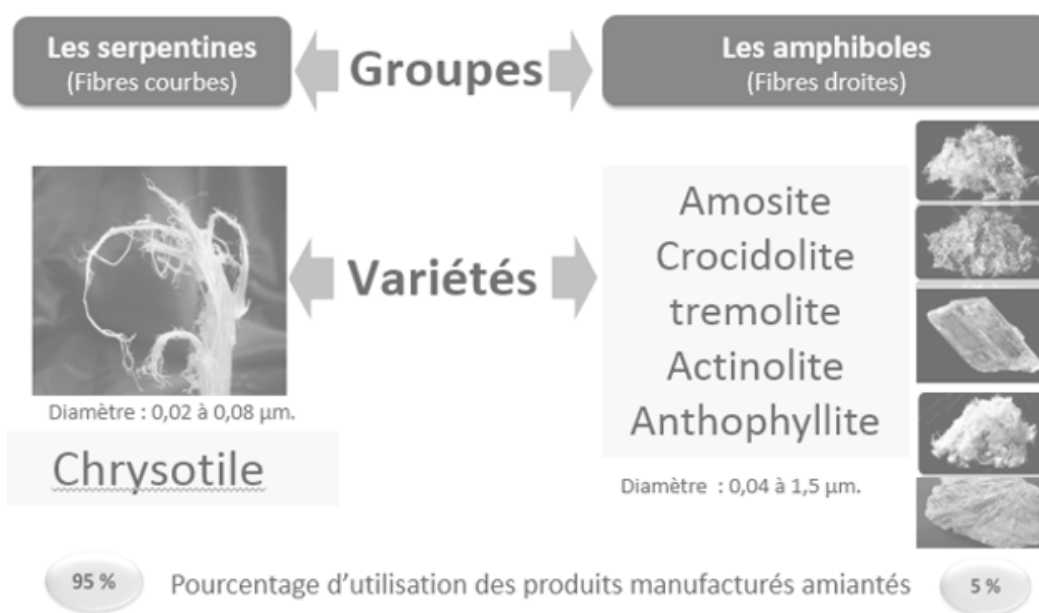 Les serpentines
(Fibres courbes)
Groupes
Les amphiboles
(Fibres droites)
Variétés
Amosite
Crocidolite
tremolite
Actinolite
Anthophyllite
Diamètre : 0,02 à 0,08 µm.
Chrysotile
Diamètre : 0,04 à 1,5 µm.
95 %
Pourcentage d'utilisation des produits manufacturés amiantés
5 %